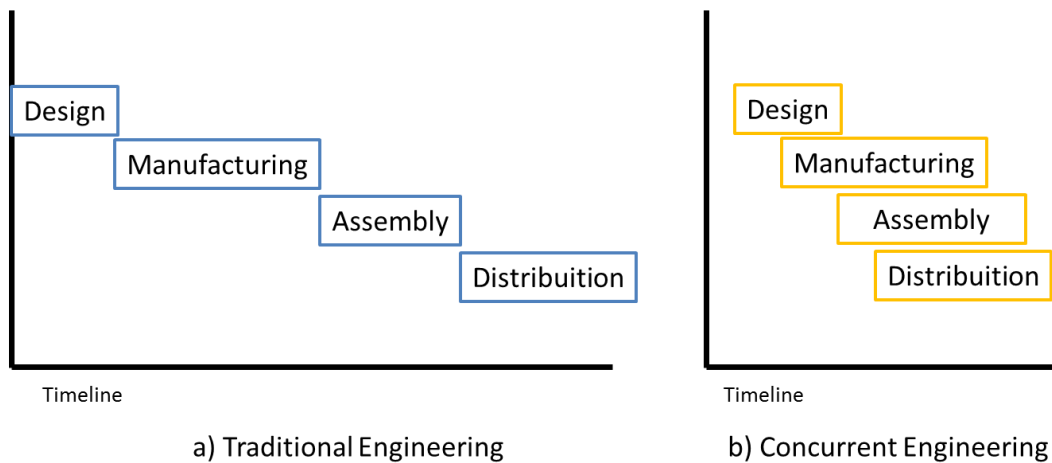 Design
Manufacturing
Assembly
Distribuition
Timeline
a) Traditional Engineering
Design
Manufacturing
Assembly
Distribuition
Timeline
b) Concurrent Engineering